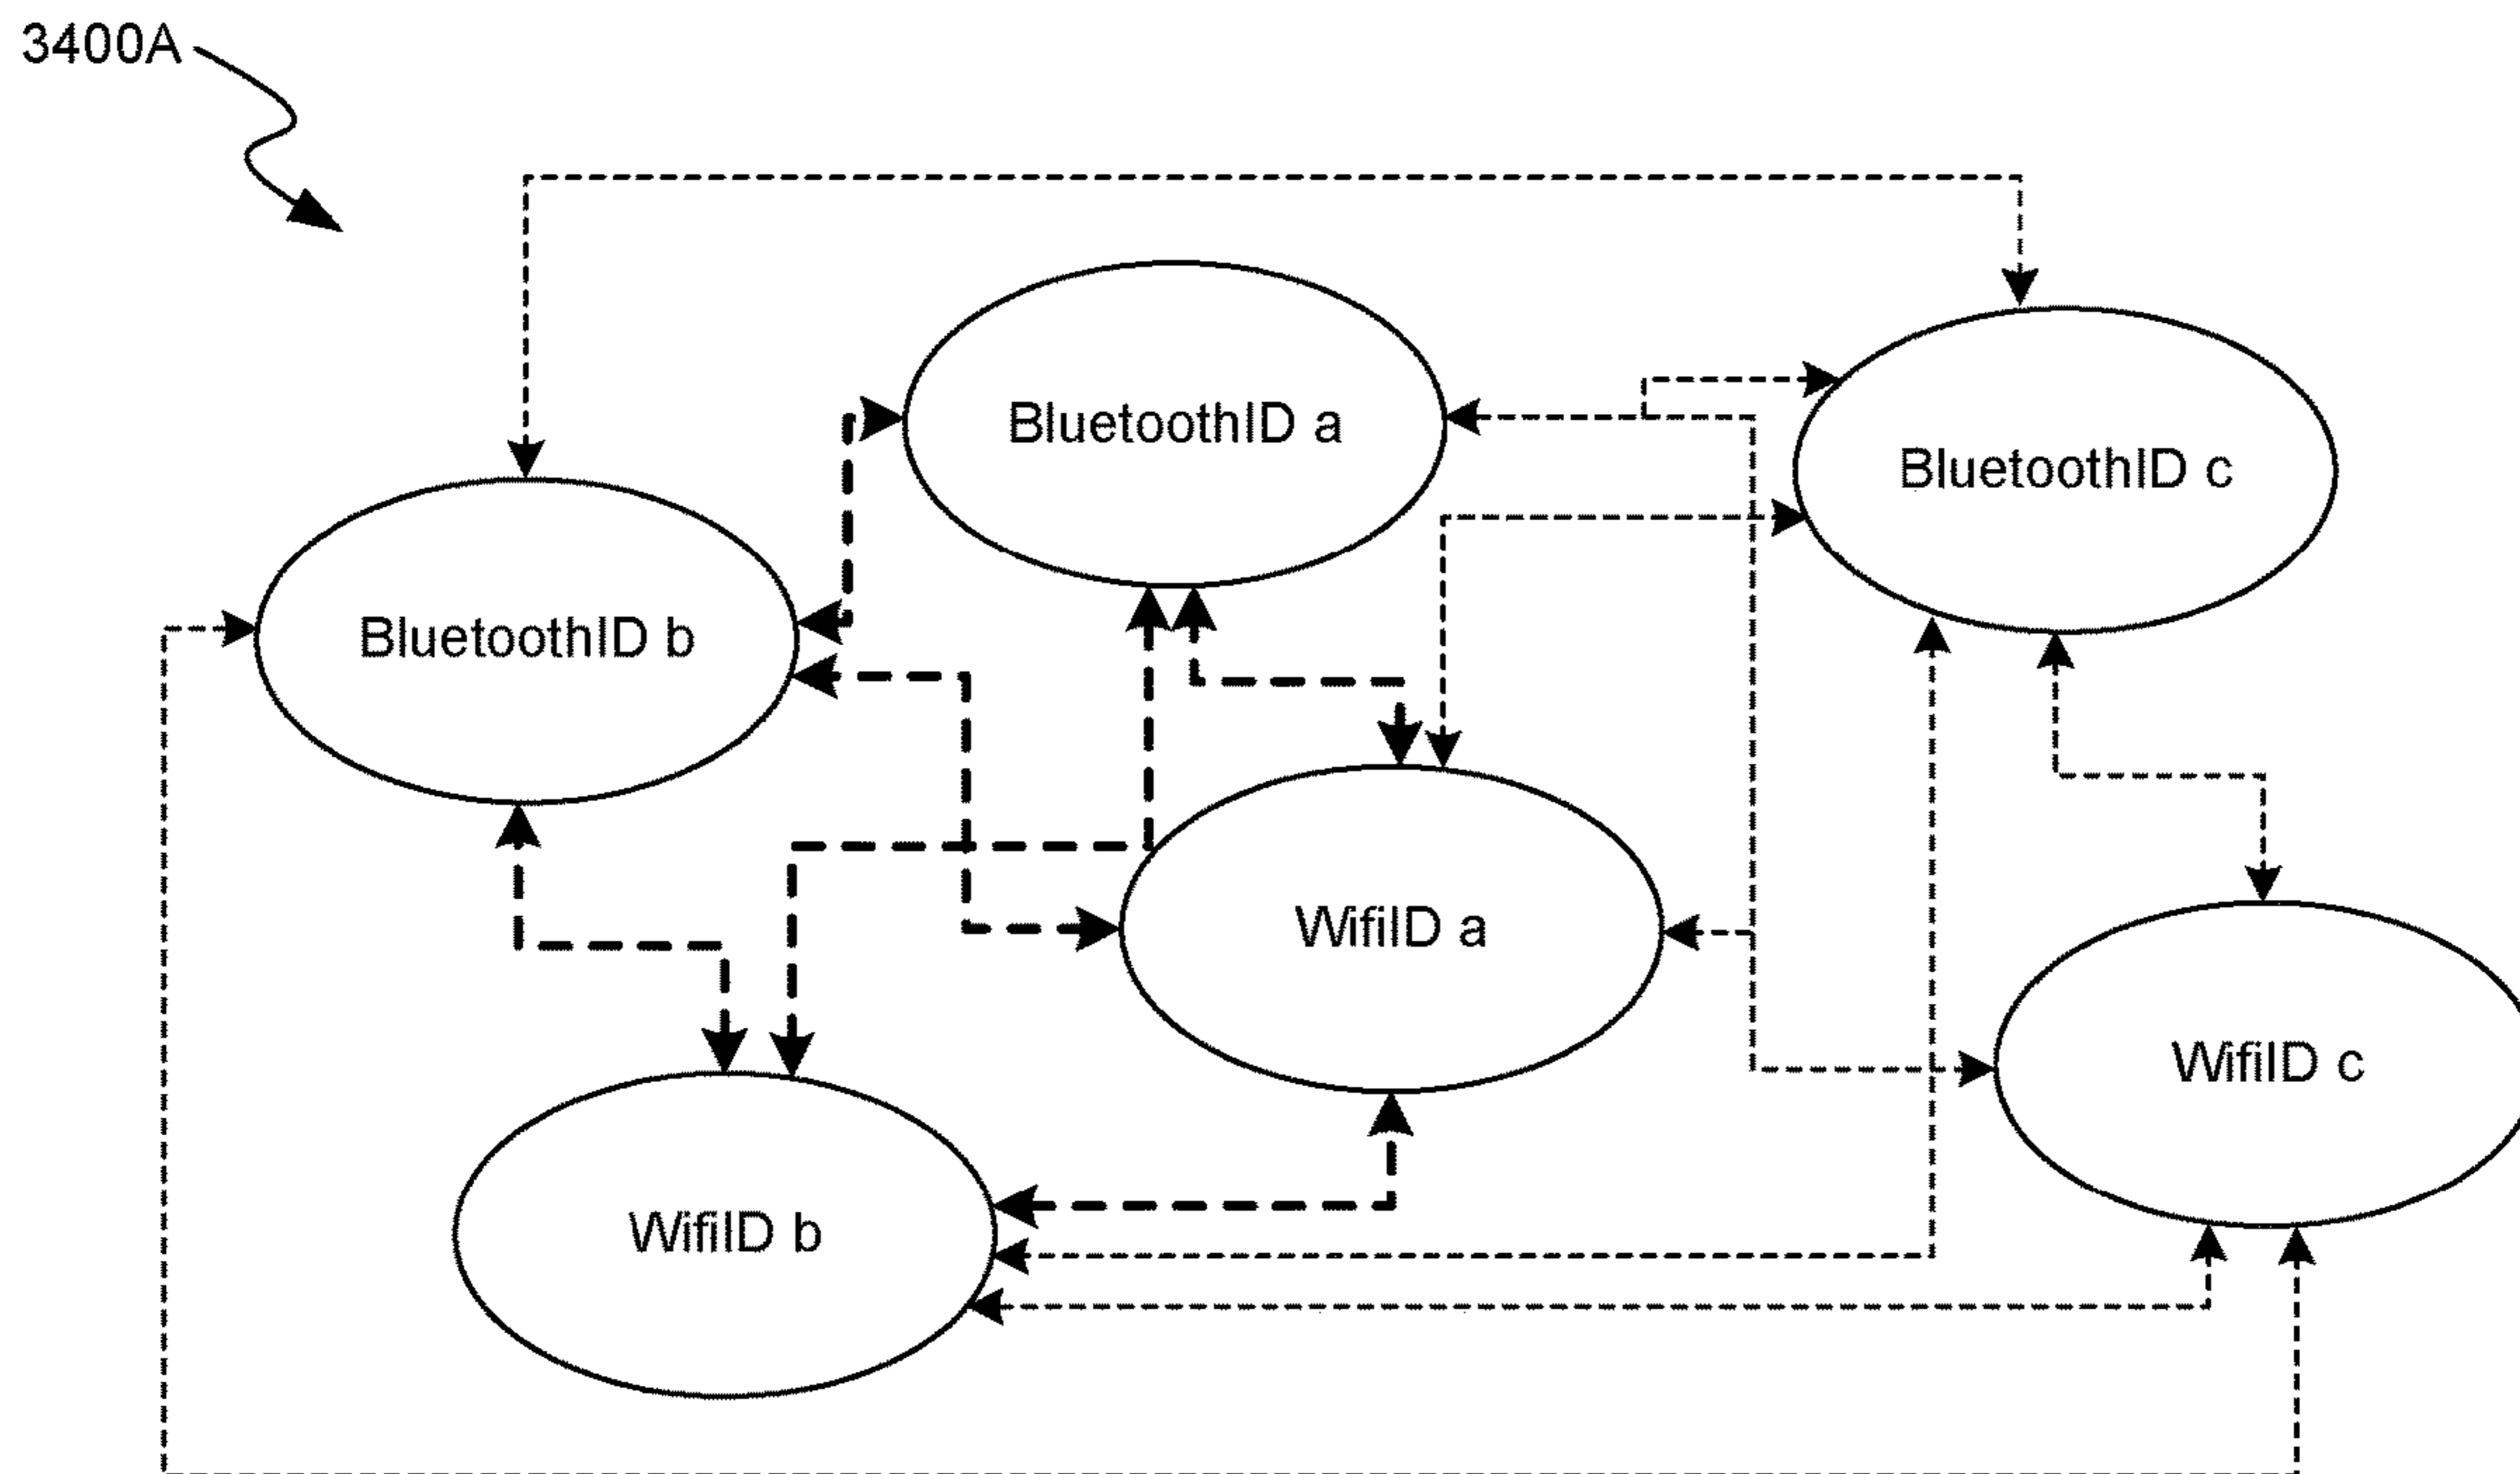 3400A
BluetoothID a
BluetoothID c
BluetoothID b
WifiID a
WifiID c
WifiID b